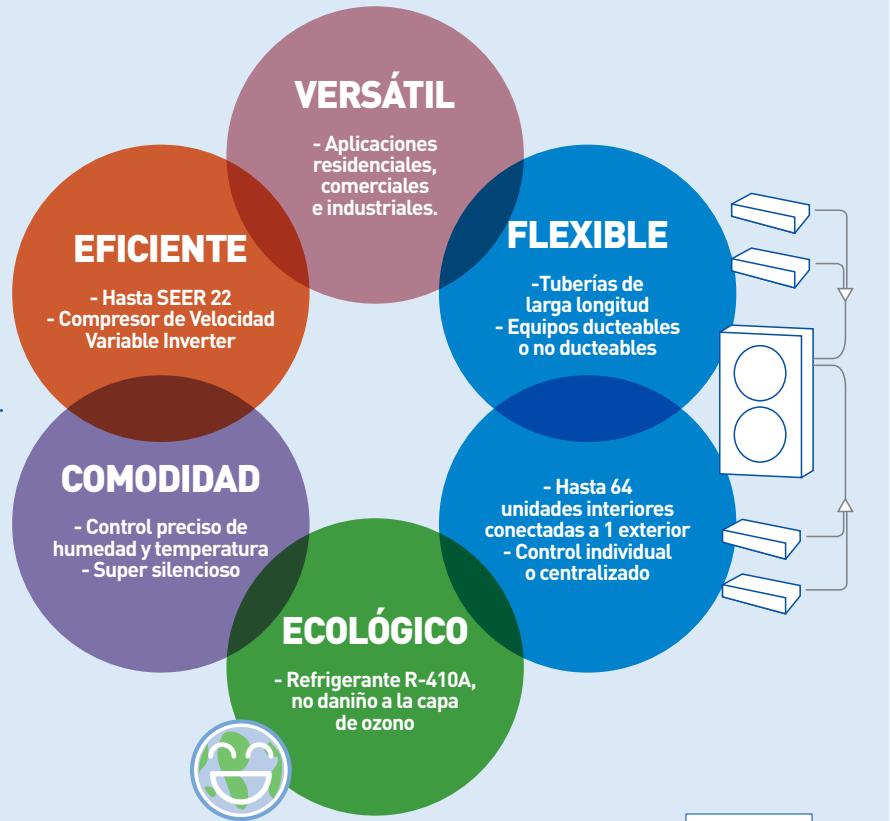 VERSÁTIL
- Aplicaciones
residenciales,
comerciales
e industriales.
EFICIENTE
- Hasta SEER 22
- Compresor de Velocidad
Variable Inverter
FLEXIBLE
-Tuberías de
larga longitud
- Equipos ducteables
o no ducteables
COMODIDAD
- Control preciso de
humedad y temperatura
- Super silencioso
- Hasta 64
unidades interiores
conectadas a 1 exterior
- Control individual
o centralizado
ECOLÓGICO
- Refrigerante R-410A,
no daniño a la capa
de ozono